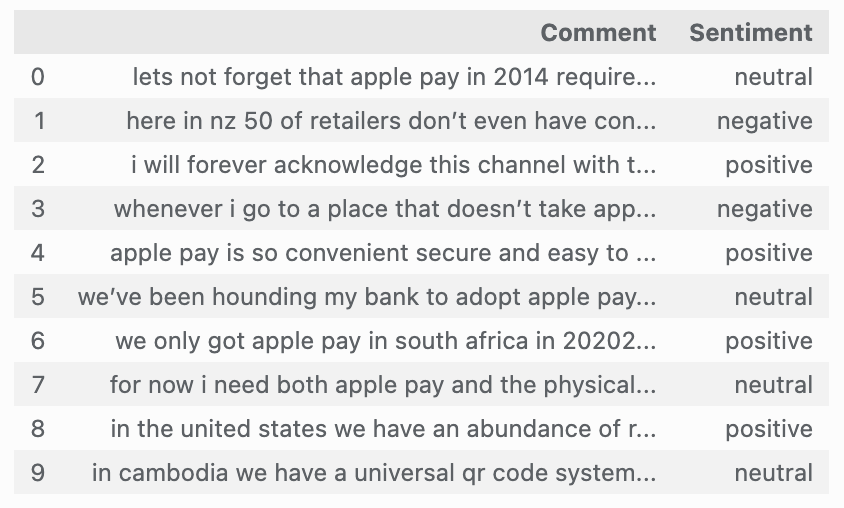 Comment Sentiment
0 lets not forget that apple pay in 2014 require... neutral
1 here in nz 50 of retailers don’t even have con... negative
2 i will forever acknowledge this channel with t... positive
3 whenever i go to a place that doesn’t take app... negative
4 apple pay is so convenient secure and easy to ... positive
5 we’ve been hounding my bank to adopt apple pay... neutral
6 we only got apple pay in south africa in 20202... positive
7 for now i need both apple pay and the physical... neutral
8 in the united states we have an abundance of r... positive
9 in cambodia we have a universal qr code system... neutral